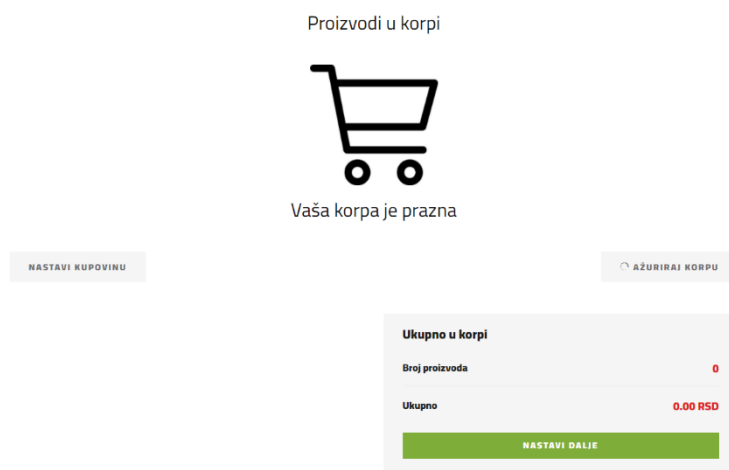 Proizvodi u korpi
Vaša korpa je prazna
NASTAVI KUPOVINU
AŽURIRAJ KORPU
Ukupno u korpi
Broj proizvoda 0
Ukupno 0.00 RSD
NASTAVI DALJE